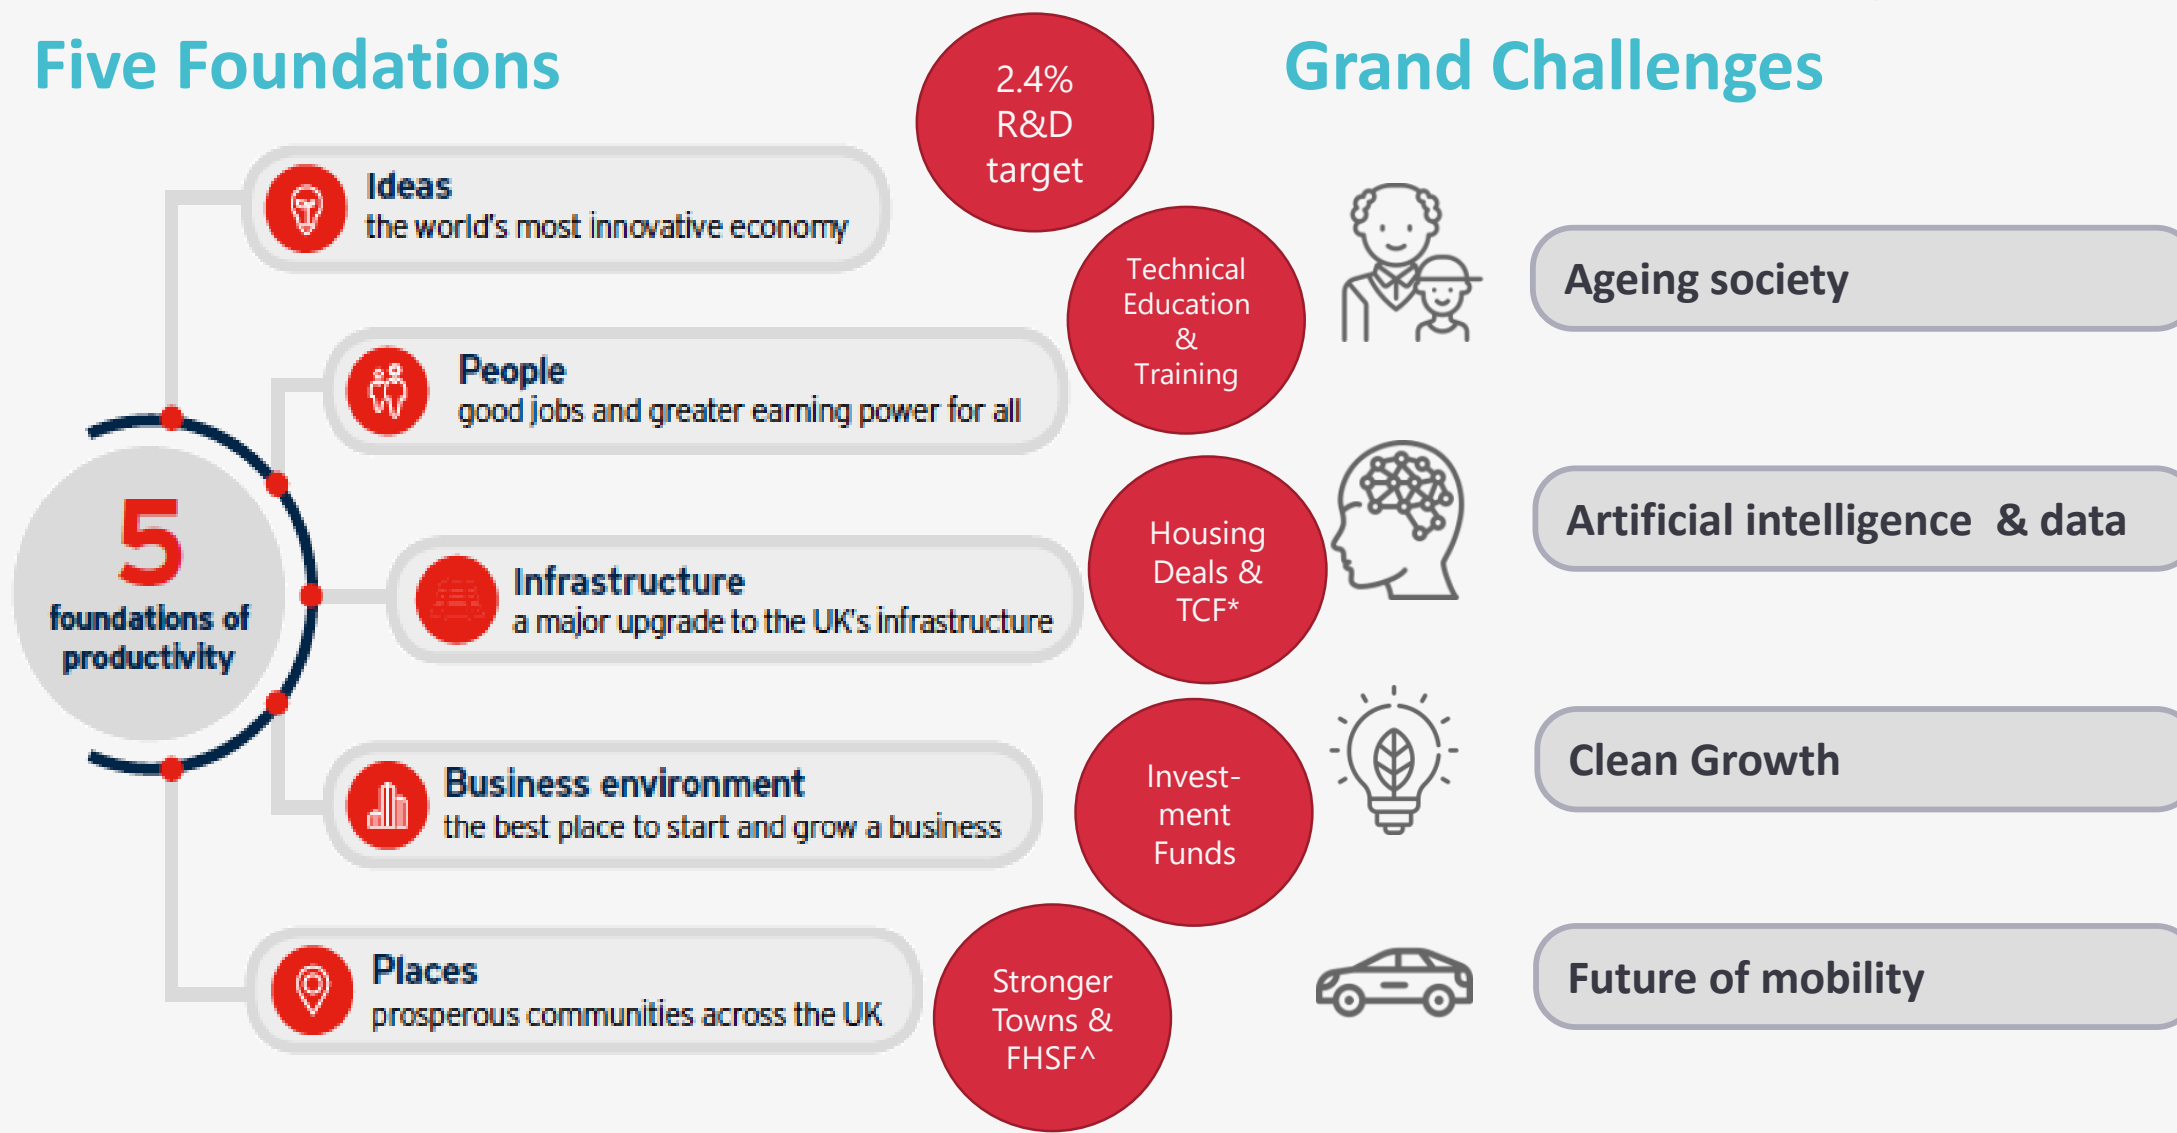 Five Foundations
Ideas
the world's most innovative economy
People
good jobs and greater earning power for all
5
foundations of
productivity
Infrastructure
a major upgrade to the UK's infrastructure
Business environment
the best place to start and grow a business
Places
prosperous communities across the UK
2.4%
R&D
target
Technical
Education
&
Training
Housing
Deals &
TCF*
Invest-
ment
Funds
Stronger
Towns &
FHSF^
Grand Challenges
Ageing society
Artificial intelligence & data
Clean Growth
Future of mobility